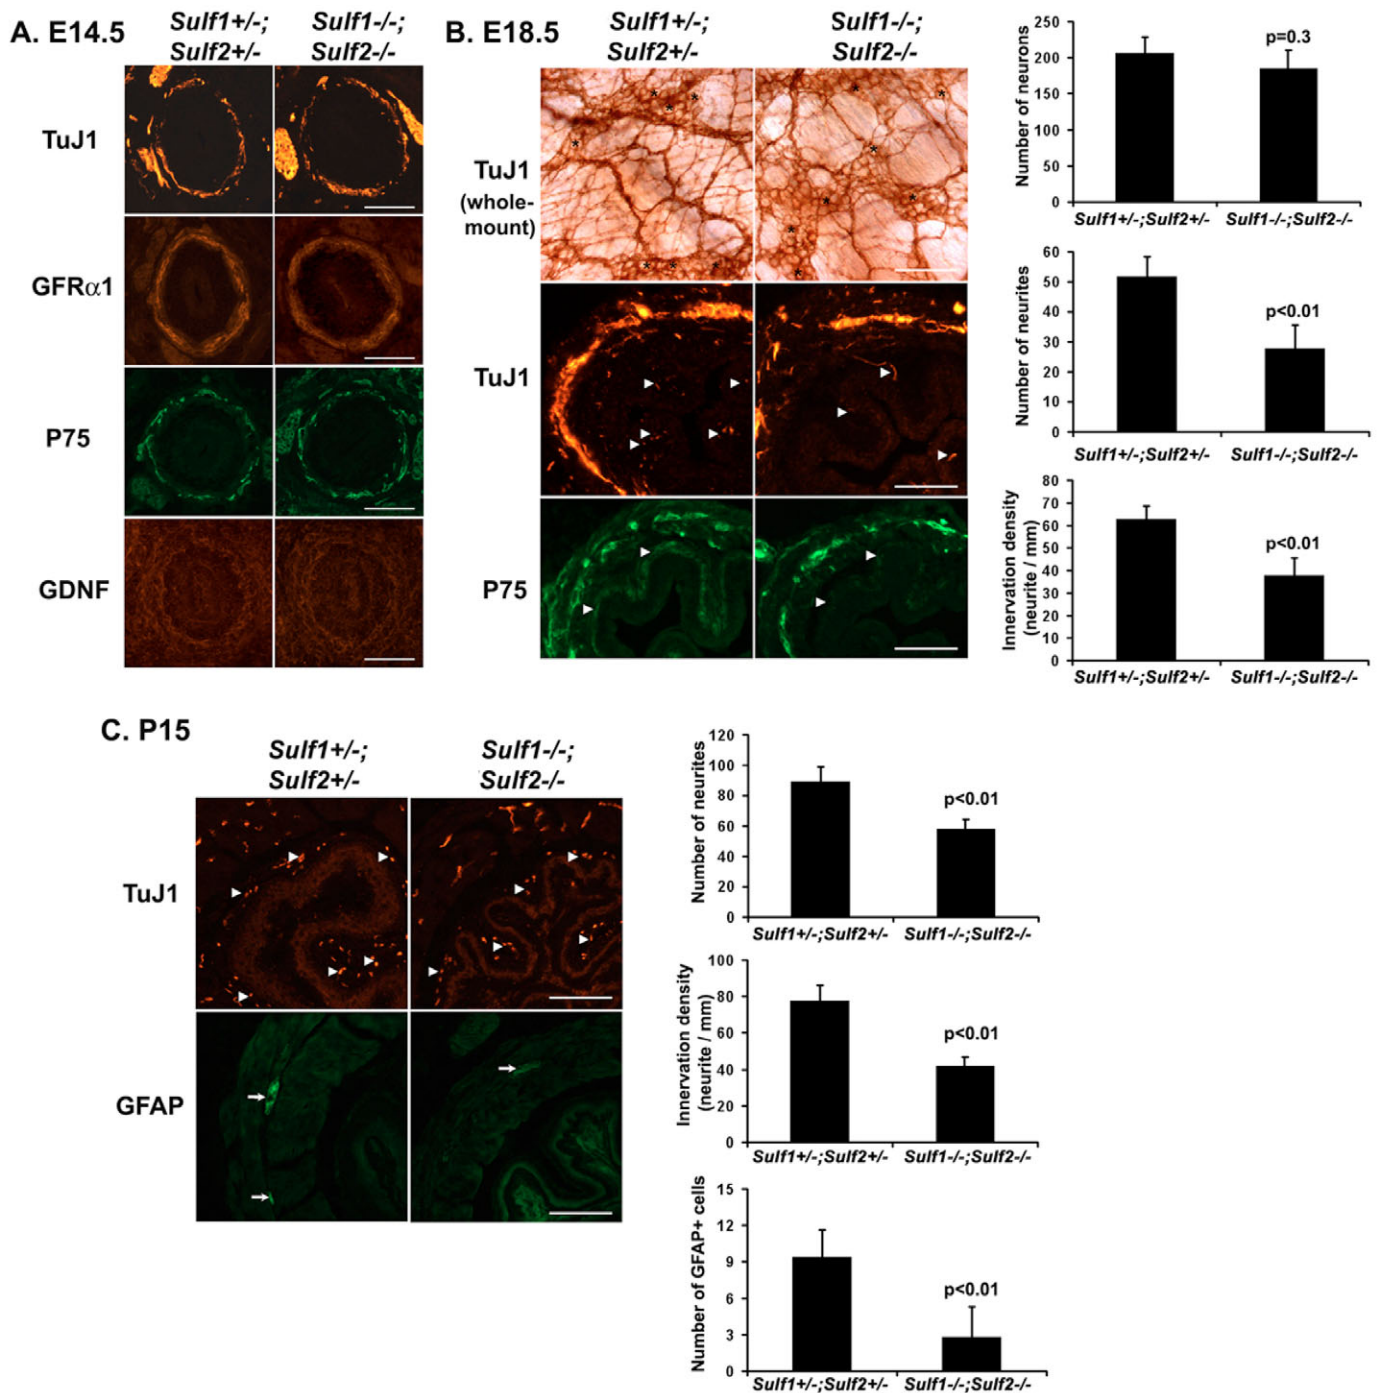 A. E14.5
Sulf1+/-;
Sulf2+/-
Sulf1-/-;
Sulf2-/-
TuJ1
GFRα1
P75
GDNF
B. E18.5
Sulf1+/-;
Sulf2+/-
Sulf1-/-;
Sulf2-/-
TuJ1
(whole-
mount)
TuJ1
P75
Number of neurons
250
200
150
100
50
0
p=0.3
Sulf1+/-;Sulf2+/-
Sulf1-/-;Sulf2-/-
Number of neurites
60
50
40
30
20
10
0
p<0.01
Sulf1+/-;Sulf2+/-
Sulf1-/-;Sulf2-/-
Innervation density
(neurite / mm)
80
70
60
50
40
30
20
10
0
p<0.01
Sulf1+/-;Sulf2+/-
Sulf1-/-;Sulf2-/-
C. P15
Sulf1+/-;
Sulf2+/-
Sulf1-/-;
Sulf2-/-
TuJ1
GFAP
Number of neurites
120
100
80
60
40
20
0
p<0.01
Sulf1+/-;Sulf2+/-
Sulf1-/-;Sulf2-/-
Innervation density
(neurite / mm)
100
80
60
40
20
0
p<0.01
Sulf1+/-;Sulf2+/-
Sulf1-/-;Sulf2-/-
Number of GFAP+ cells
15
12
9
6
3
0
p<0.01
Sulf1+/-;Sulf2+/-
Sulf1-/-;Sulf2-/-